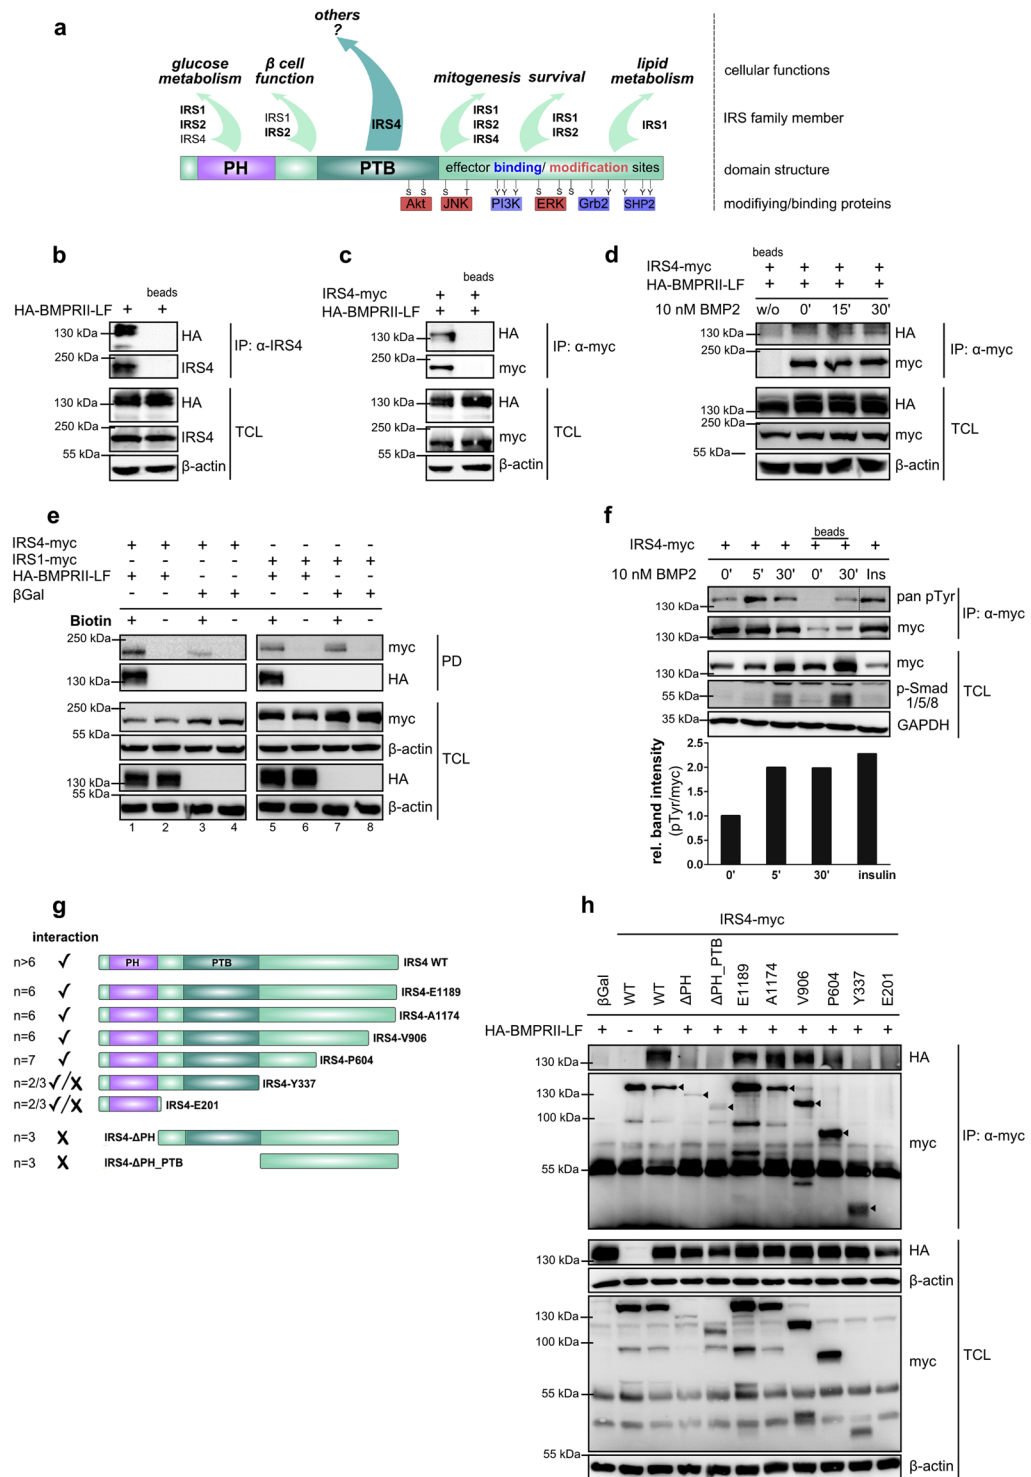 a
others
?
glucose
metabolism
β cell
function
mitogenesis
survival
lipid
metabolism
cellular functions
IRS1
IRS2
IRS4
IRS1
IRS2
IRS4
IRS1
IRS2
IRS4
IRS1
IRS2
IRS1
IRS family member
PH
PTB
effector binding/ modification sites
domain structure
S S S T Y Y Y S S S Y Y Y Y Y
Akt JNK PI3K ERK Grb2 SHP2
modifiying/binding proteins
b
beads
HA-BMPRII-LF + +
130 kDa HA
250 kDa IRS4
IP: α-IRS4
130 kDa HA
250 kDa IRS4
55 kDa β-actin
TCL
c
beads
IRS4-myc + +
HA-BMPRII-LF + +
130 kDa HA
250 kDa myc
IP: α-myc
130 kDa HA
250 kDa myc
55 kDa β-actin
TCL
d
beads
IRS4-myc + + + +
HA-BMPRII-LF + + + +
10 nM BMP2 w/o 0' 15' 30'
130 kDa HA
250 kDa myc
IP: α-myc
130 kDa HA
250 kDa myc
55 kDa β-actin
TCL
e
IRS4-myc + + + + - - - -
IRS1-myc - - - - + + + +
HA-BMPRII-LF + + - - + + - -
βGal - - + + - - + +
Biotin + - + - + - + -
250 kDa myc
130 kDa HA
PD
250 kDa myc
55 kDa β-actin
130 kDa HA
55 kDa β-actin
TCL
1 2 3 4 5 6 7 8
f
beads
IRS4-myc + + + + + +
10 nM BMP2 0' 5' 30' 0' 30' Ins
130 kDa pan pTyr
130 kDa myc
IP: α-myc
130 kDa myc
55 kDa p-Smad
1/5/8
35 kDa GAPDH
TCL
rel. band intensity
(pTyr/myc)
2.5
2.0
1.5
1.0
0.5
0.0
0' 5' 30' insulin
g
interaction
n>6 ✓ PH PTB IRS4 WT
n=6 ✓ IRS4-E1189
n=6 ✓ IRS4-A1174
n=6 ✓ IRS4-V906
n=7 ✓ IRS4-P604
n=2/3 ✓/✗ IRS4-Y337
n=2/3 ✓/✗ IRS4-E201
n=3 ✗ IRS4-ΔPH
n=3 ✗ IRS4-ΔPH_PTB
h
IRS4-myc
βGal WT WT ΔPH ΔPH_PTB E1189 A1174 V906 P604 Y337 E201
HA-BMPRII-LF + - + + + + + + + + +
130 kDa HA
130 kDa
100 kDa
myc
55 kDa
IP: α-myc
130 kDa HA
β-actin
130 kDa
100 kDa
myc
55 kDa
55 kDa β-actin
TCL